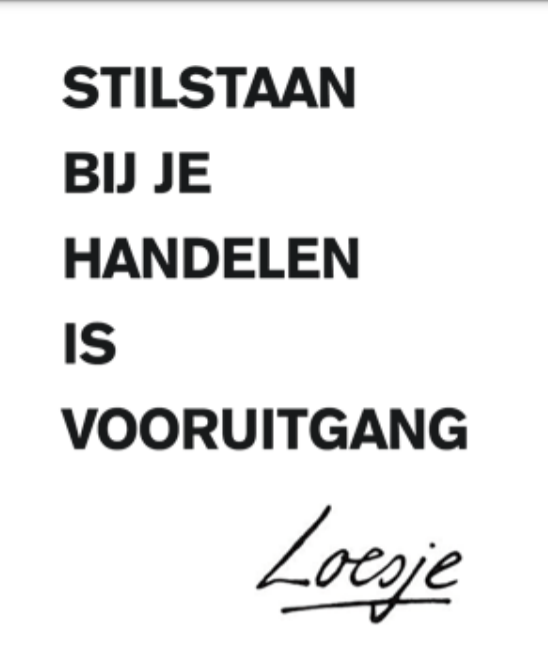 STILSTAAN
BIJ JE
HANDELEN
IS
VOORUITGANG
Loesje